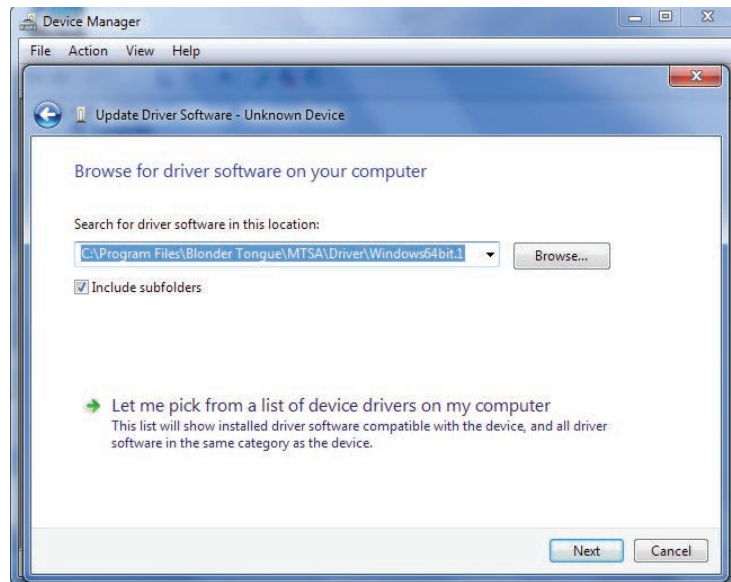 Device Manager
File Action View Help
Update Driver Software - Unknown Device
Browse for driver software on your computer
Search for driver software in this location:
C:\Program Files\Blonder Tongue\MTSA\Driver\Windows64bit.1
Browse...
Include subfolders
Let me pick from a list of device drivers on my computer
This list will show installed driver software compatible with the device, and all driver
software in the same category as the device.
Next Cancel